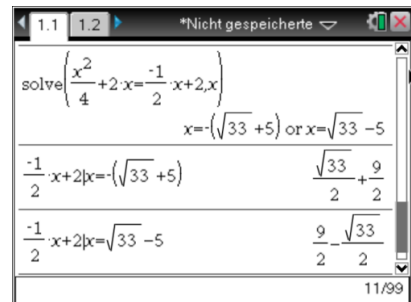 1.1 1.2 *Nicht gespeicherte
solve(x²/4+2·x=-1/2·x+2,x)
x=-(√33 +5) or x=√33 -5
-1/2·x+2|x=-(√33 +5) √33/2+9/2
-1/2·x+2|x=√33 -5 9/2-√33/2
11/99